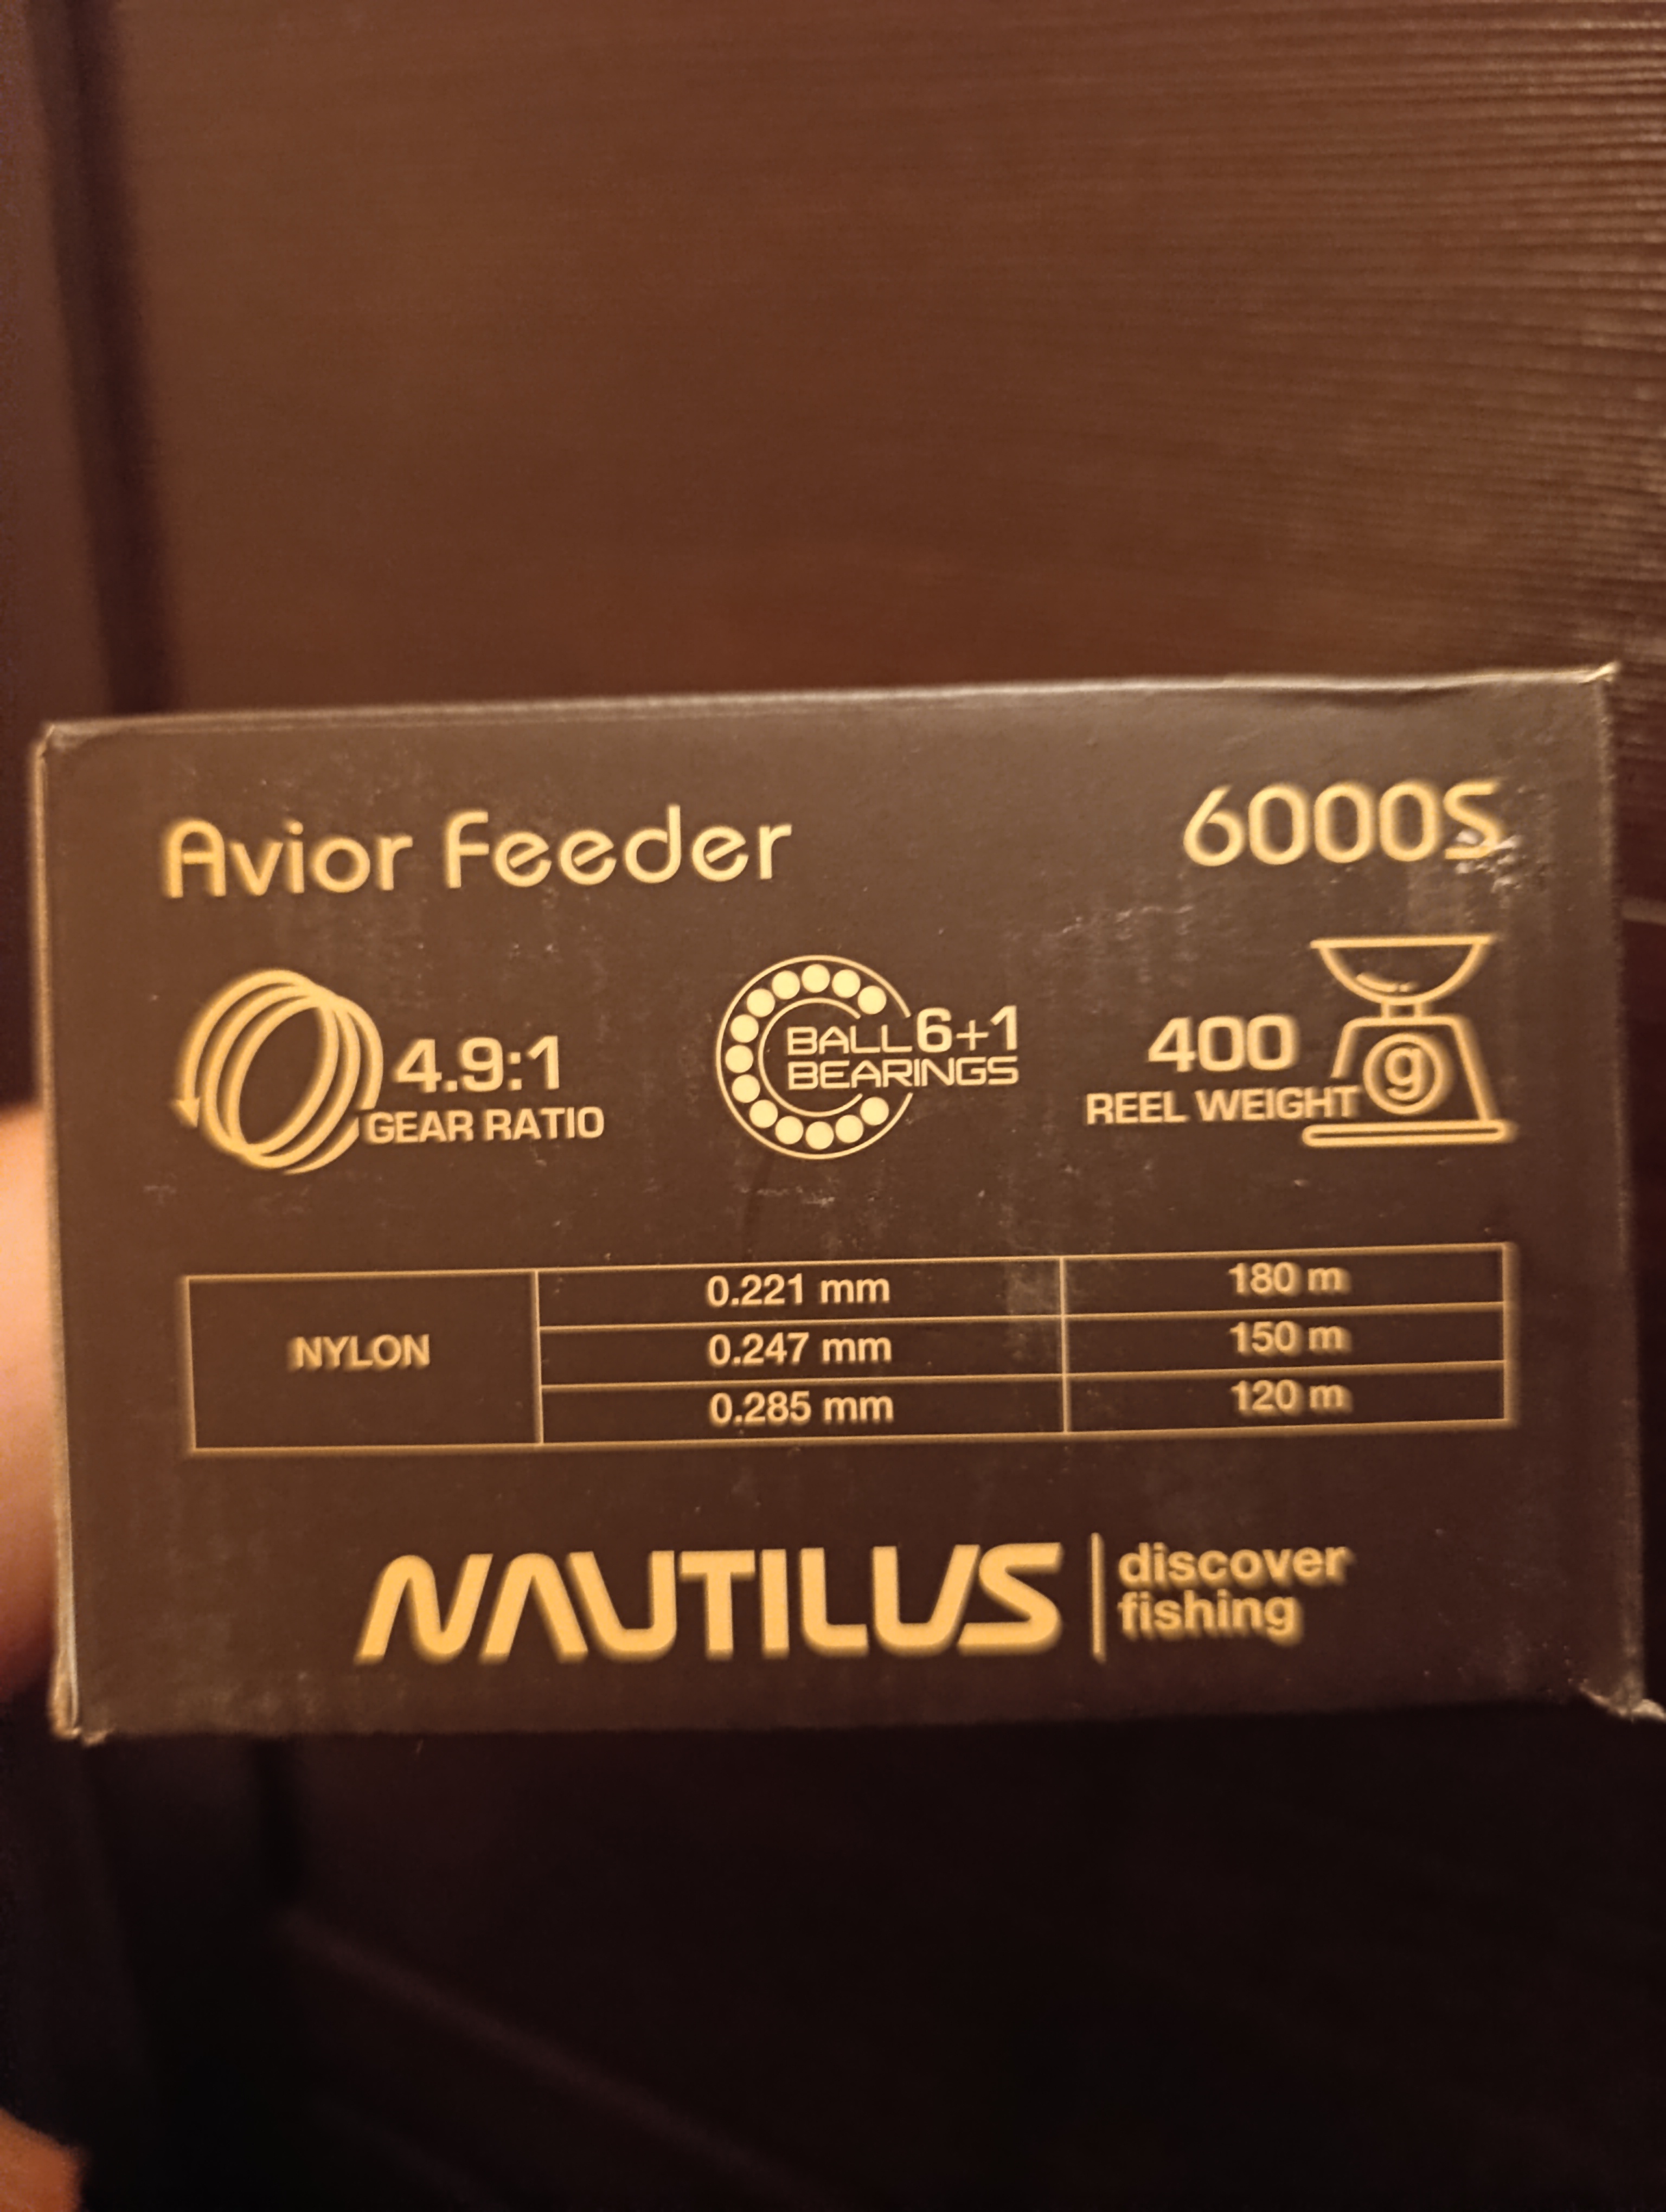 Avior Feeder 6000S
4.9:1
GEAR RATIO
BALL 6+1
BEARINGS
400 g
REEL WEIGHT
NYLON
0.221 mm 180 m
0.247 mm 150 m
0.285 mm 120 m
NAUTILUS discover
fishing